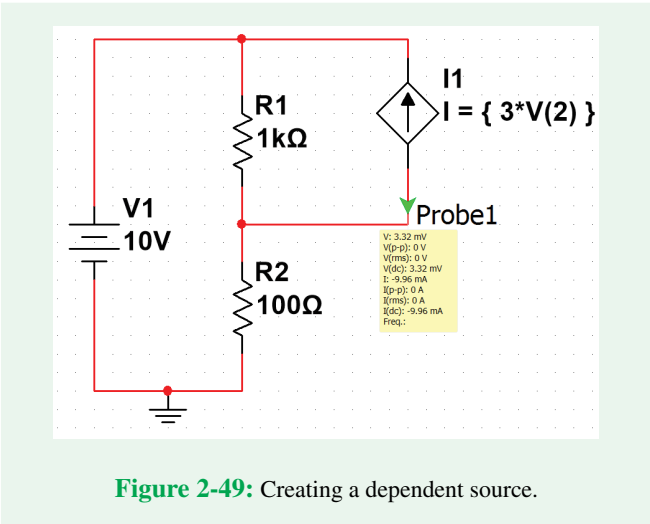 I1
I = { 3*V(2) }
R1
1kΩ
V1
10V
Probe1
V: 3.32 mV
V(p-p): 0 V
V(rms): 0 V
V(dc): 3.32 mV
I: -9.96 mA
I(p-p): 0 A
I(rms): 0 A
I(dc): -9.96 mA
Freq.:
R2
100Ω
Figure 2-49: Creating a dependent source.